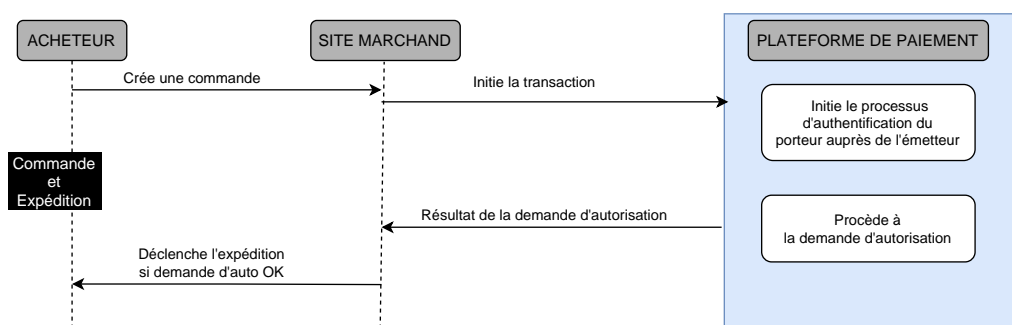 ACHETEUR
SITE MARCHAND
PLATEFORME DE PAIEMENT
Crée une commande
Initie la transaction
Initie le processus
d'authentification du
porteur auprès de l'émetteur
Commande
et
Expédition
Résultat de la demande d'autorisation
Procède à
la demande d'autorisation
Déclenche l'expédition
si demande d'auto OK